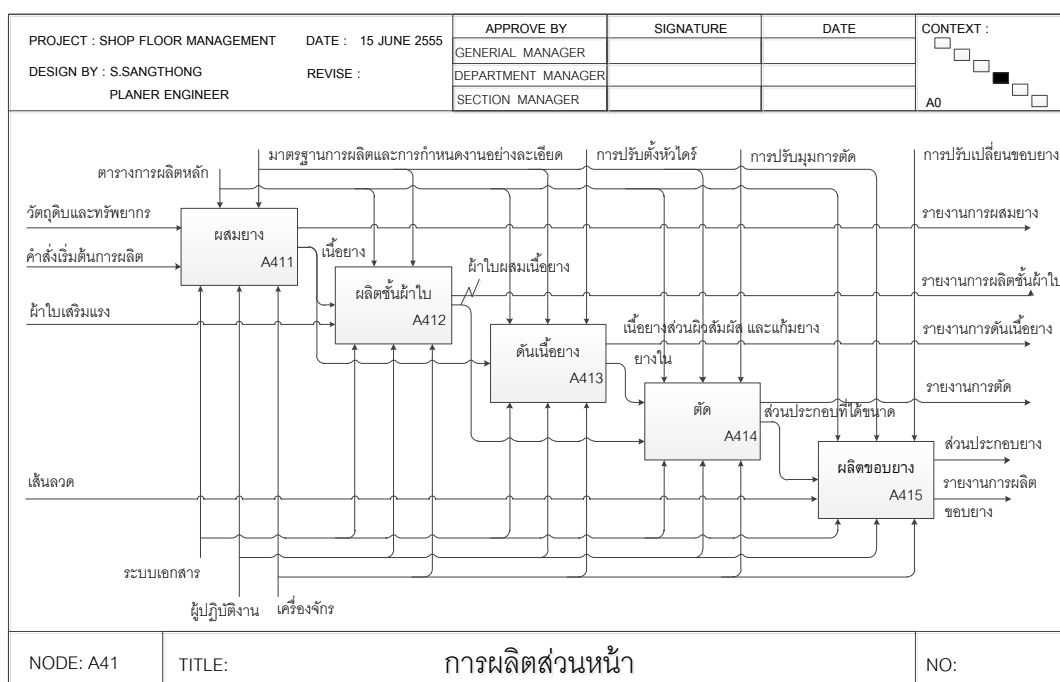 PROJECT : SHOP FLOOR MANAGEMENT DATE : 15 JUNE 2555
DESIGN BY : S.SANGTHONG REVISE :
PLANER ENGINEER
APPROVE BY SIGNATURE DATE
GENERIAL MANAGER
DEPARTMENT MANAGER
SECTION MANAGER
CONTEXT :
A0
มาตรฐานการผลิตและการกำหนดงานอย่างละเอียด
การปรับตั้งหัวไดร์
การปรับมุมการตัด
การปรับเปลี่ยนขอบยาง
ตารางการผลิตหลัก
วัตถุดิบและทรัพยากร
คำสั่งเริ่มต้นการผลิต
ผสมยาง
A411
รายงานการผสมยาง
เนื้อยาง
ผ้าใบผสมเนื้อยาง
ผ้าใบเสริมแรง
ผลิตชั้นผ้าใบ
A412
รายงานการผลิตชั้นผ้าใบ
เนื้อยางส่วนผิวสัมผัส และแก้มยาง
ยางใน
รายงานการดันเนื้อยาง
ดันเนื้อยาง
A413
รายงานการตัด
ตัด
A414
ส่วนประกอบที่ได้ขนาด
ส่วนประกอบยาง
ผลิตขอบยาง
A415
เส้นลวด
รายงานการผลิต
ขอบยาง
ระบบเอกสาร
ผู้ปฏิบัติงาน
เครื่องจักร
NODE: A41
TITLE:
การผลิตส่วนหน้า
NO: